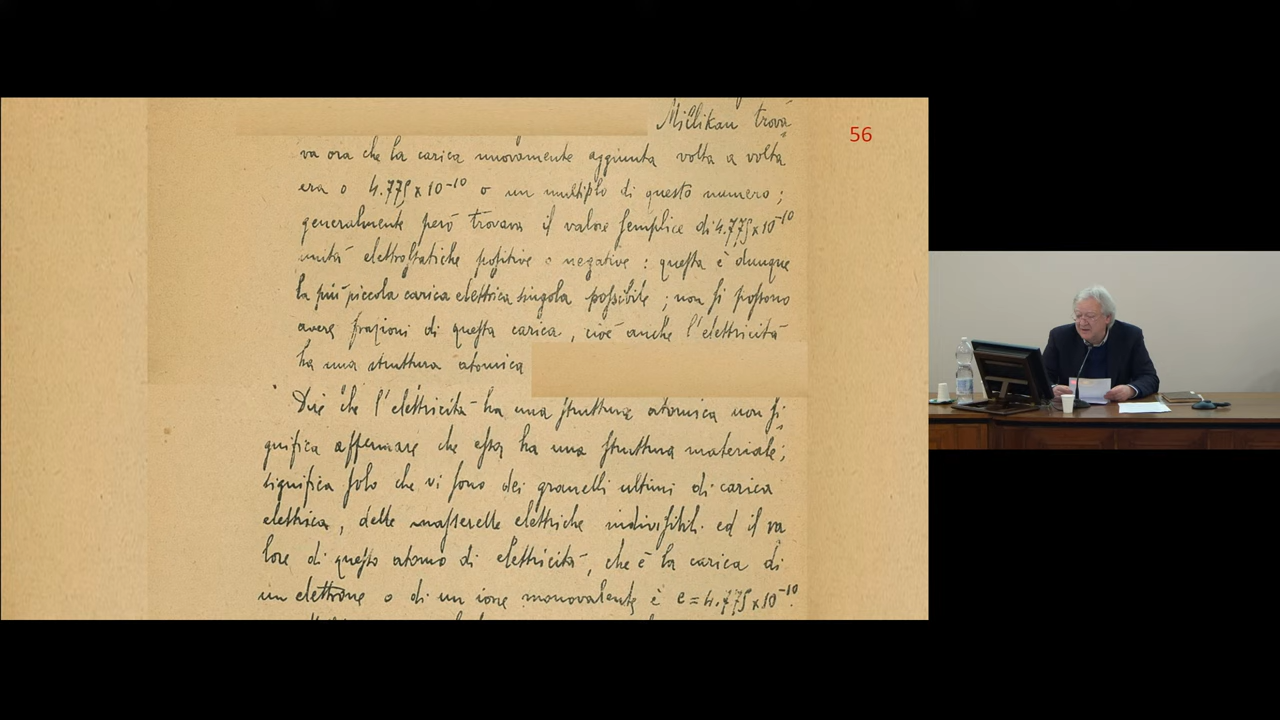 Millikan trova
56
va ora che la carica nuovamente aggiunta volta a volta
era o 4.775 x 10⁻¹⁰ o un multiplo di questo numero ;
generalmente però trovava il valore semplice di 4.775 x 10⁻¹⁰
unità elettrostatiche positive o negative : questa è dunque
la più piccola carica elettrica singola possibile ; non si possono
avere frazioni di questa carica, cioè anche l'elettricità
ha una struttura atomica
Dire che l'elettricità ha una struttura atomica non si
gnifica affermare che essa ha una struttura materiale ;
significa solo che vi sono dei granelli ultimi di carica
elettrica, delle masserelle elettriche indivisibili ed il va
lore di questo atomo di elettricità, che è la carica di
un elettrone o di un ione monovalente è e = 4.775 x 10⁻¹⁰.